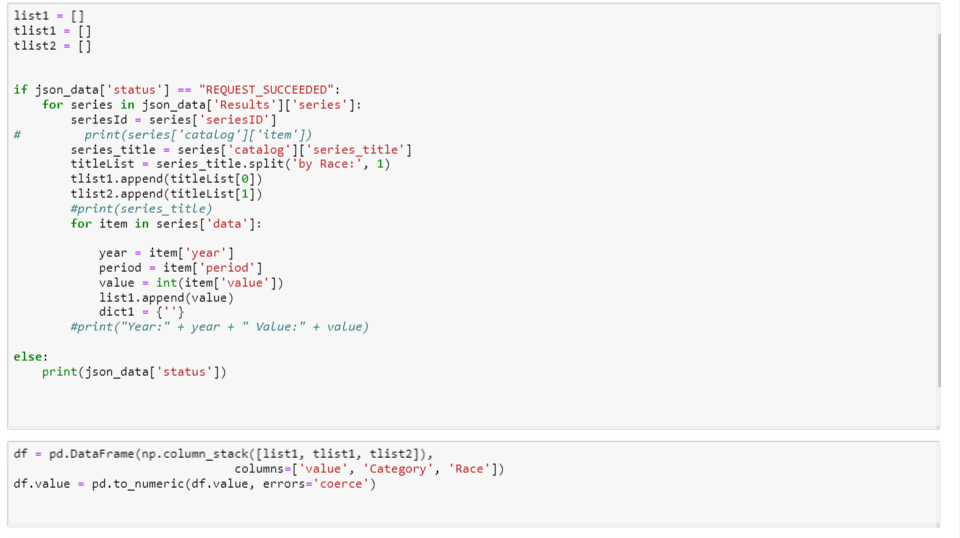 list1 = []
tlist1 = []
tlist2 = []
if json_data['status'] == "REQUEST_SUCCEEDED":
    for series in json_data['Results']['series']:
        seriesId = series['seriesID']
#         print(series['catalog']['item'])
        series_title = series['catalog']['series_title']
        titleList = series_title.split('by Race:', 1)
        tlist1.append(titleList[0])
        tlist2.append(titleList[1])
        #print(series_title)
        for item in series['data']:
            year = item['year']
            period = item['period']
            value = int(item['value'])
            list1.append(value)
            dict1 = {''}
        #print("Year:" + year + " Value:" + value)
else:
    print(json_data['status'])
df = pd.DataFrame(np.column_stack([list1, tlist1, tlist2]),
                               columns=['value', 'Category', 'Race'])
df.value = pd.to_numeric(df.value, errors='coerce')